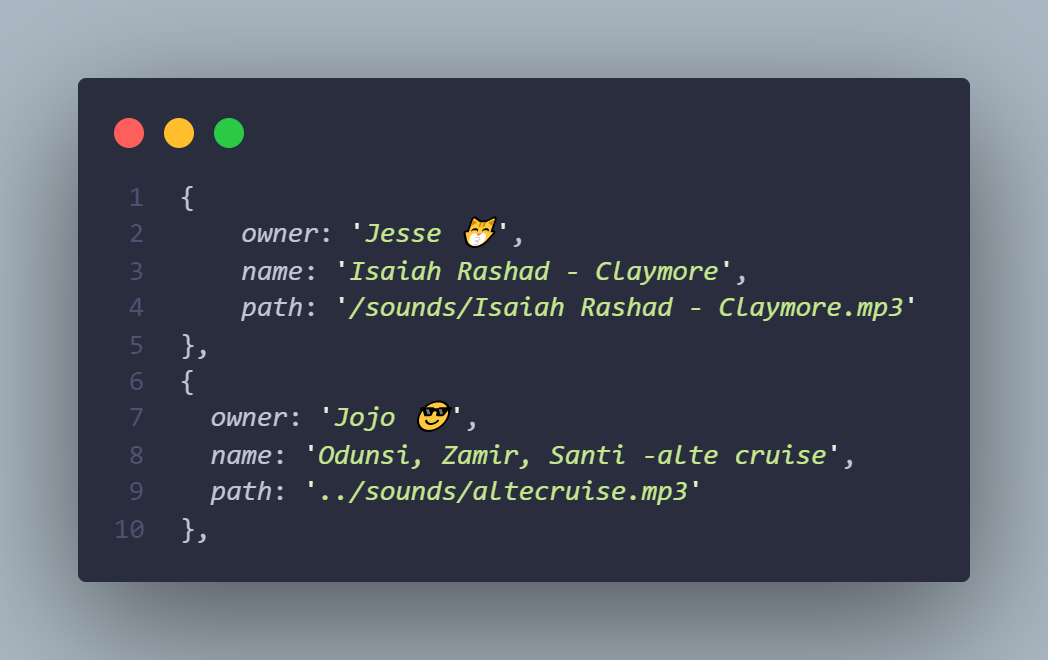 1 {
2     owner: 'Jesse 😽',
3     name: 'Isaiah Rashad - Claymore',
4     path: '/sounds/Isaiah Rashad - Claymore.mp3'
5 },
6 {
7   owner: 'Jojo 😎',
8   name: 'Odunsi, Zamir, Santi -alte cruise',
9   path: '../sounds/altecruise.mp3'
10 },